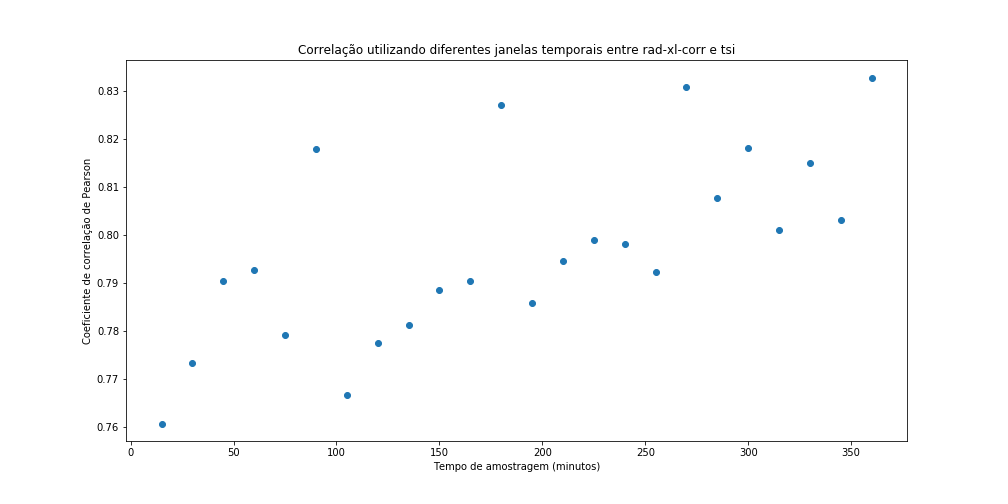 Correlação utilizando diferentes janelas temporais entre rad-xl-corr e tsi
Coeficiente de correlação de Pearson
0.83
0.82
0.81
0.80
0.79
0.78
0.77
0.76
0 50 100 150 200 250 300 350
Tempo de amostragem (minutos)